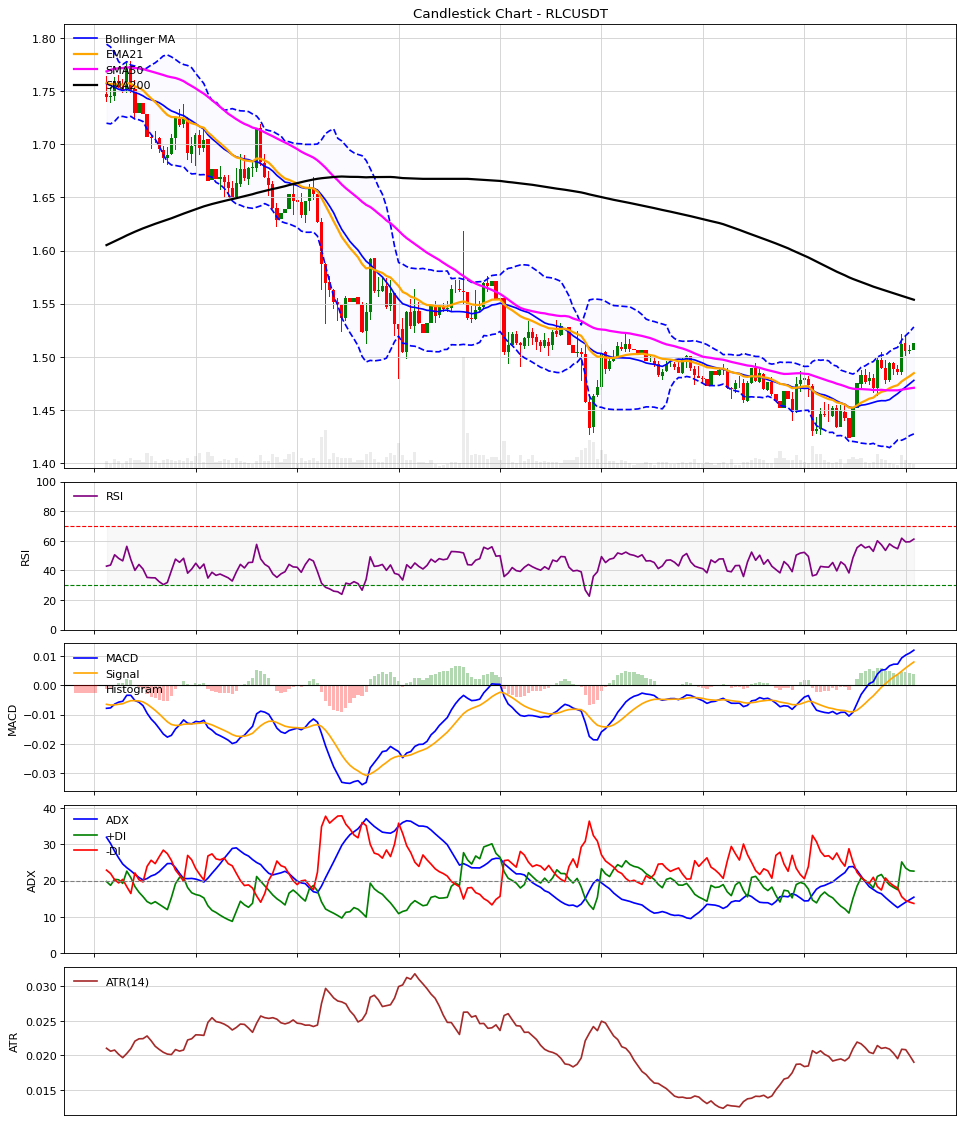 Candlestick Chart - RLCUSDT
Bollinger MA
EMA21
SMA50
SMA200
1.80
1.75
1.70
1.65
1.60
1.55
1.50
1.45
1.40
RSI
RSI
100
80
60
40
20
0
MACD
Signal
Histogram
MACD
0.01
0.00
−0.01
−0.02
−0.03
ADX
+DI
-DI
ADX
40
30
20
10
0
ATR(14)
ATR
0.030
0.025
0.020
0.015